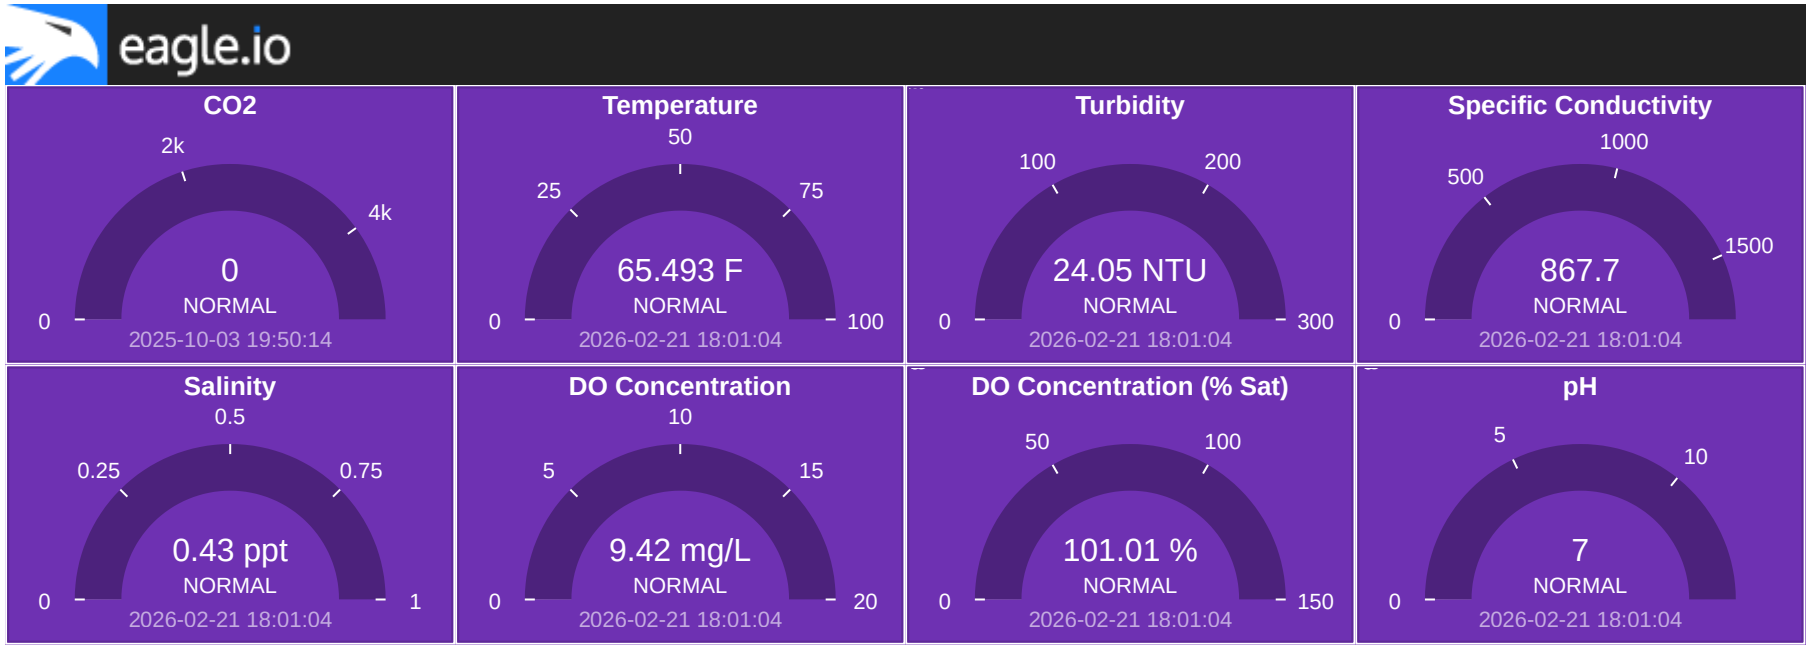 eagle.io
CO2
2k
4k
0
0
NORMAL
2025-10-03 19:50:14
Temperature
50
25
75
65.493 F
NORMAL
0
100
2026-02-21 18:01:04
Turbidity
100
200
24.05 NTU
NORMAL
0
300
2026-02-21 18:01:04
Specific Conductivity
1000
500
1500
867.7
NORMAL
0
2026-02-21 18:01:04
Salinity
0.5
0.25
0.75
0.43 ppt
NORMAL
0
1
2026-02-21 18:01:04
DO Concentration
10
5
15
9.42 mg/L
NORMAL
0
20
2026-02-21 18:01:04
DO Concentration (% Sat)
50
100
101.01 %
NORMAL
0
150
2026-02-21 18:01:04
pH
5
10
7
NORMAL
0
2026-02-21 18:01:04